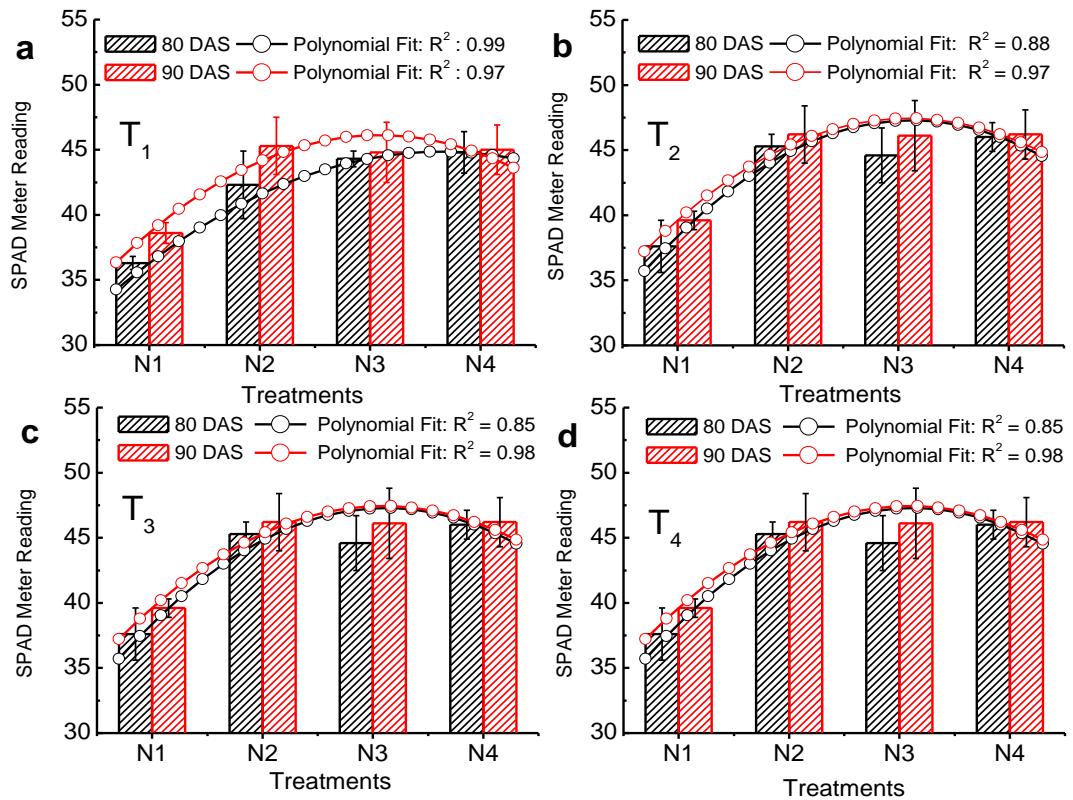 a
80 DAS Polynomial Fit: R² : 0.99
90 DAS Polynomial Fit: R² : 0.97
T₁
SPAD Meter Reading
55
50
45
40
35
30
N1 N2 N3 N4
Treatments
b
80 DAS Polynomial Fit: R² = 0.88
90 DAS Polynomial Fit: R² = 0.97
T₂
SPAD Meter Reading
55
50
45
40
35
30
N1 N2 N3 N4
Treatments
c
80 DAS Polynomial Fit: R² = 0.85
90 DAS Polynomial Fit: R² = 0.98
T₃
SPAD Meter Reading
55
50
45
40
35
30
N1 N2 N3 N4
Treatments
d
80 DAS Polynomial Fit: R² = 0.85
90 DAS Polynomial Fit: R² = 0.98
T₄
SPAD Meter Reading
55
50
45
40
35
30
N1 N2 N3 N4
Treatments